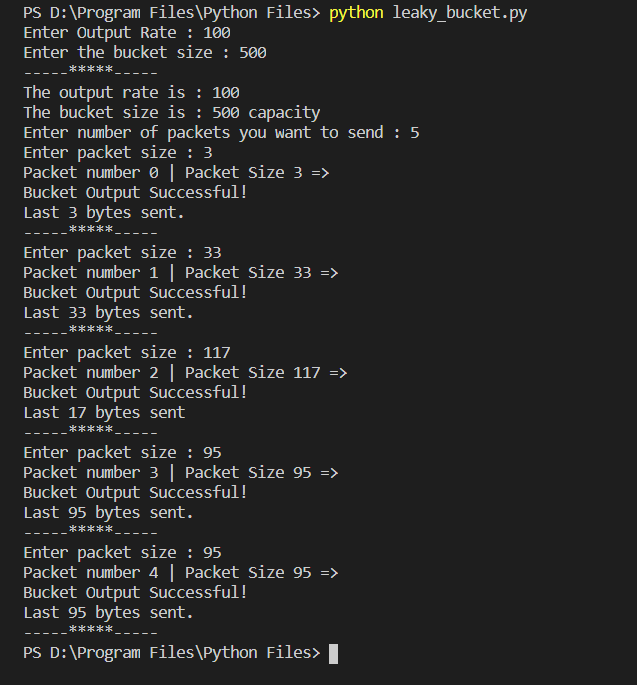 PS D:\Program Files\Python Files> python leaky_bucket.py
Enter Output Rate : 100
Enter the bucket size : 500
-----*****-----
The output rate is : 100
The bucket size is : 500 capacity
Enter number of packets you want to send : 5
Enter packet size : 3
Packet number 0 | Packet Size 3 =>
Bucket Output Successful!
Last 3 bytes sent.
-----*****-----
Enter packet size : 33
Packet number 1 | Packet Size 33 =>
Bucket Output Successful!
Last 33 bytes sent.
-----*****-----
Enter packet size : 117
Packet number 2 | Packet Size 117 =>
Bucket Output Successful!
Last 17 bytes sent
-----*****-----
Enter packet size : 95
Packet number 3 | Packet Size 95 =>
Bucket Output Successful!
Last 95 bytes sent.
-----*****-----
Enter packet size : 95
Packet number 4 | Packet Size 95 =>
Bucket Output Successful!
Last 95 bytes sent.
-----*****-----
PS D:\Program Files\Python Files>